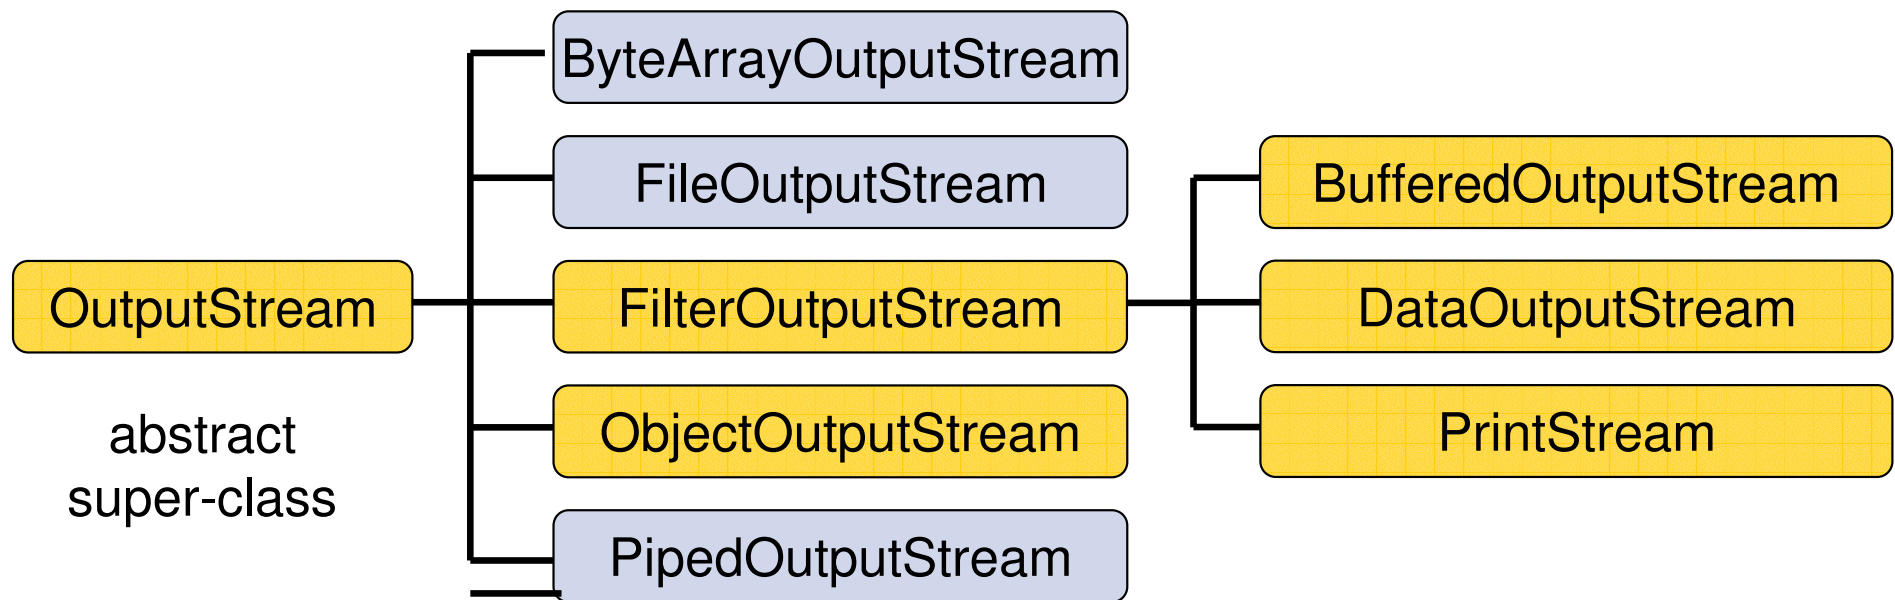 ByteArrayOutputStream
FileOutputStream
BufferedOutputStream
OutputStream
FilterOutputStream
DataOutputStream
abstract
super-class
ObjectOutputStream
PrintStream
PipedOutputStream